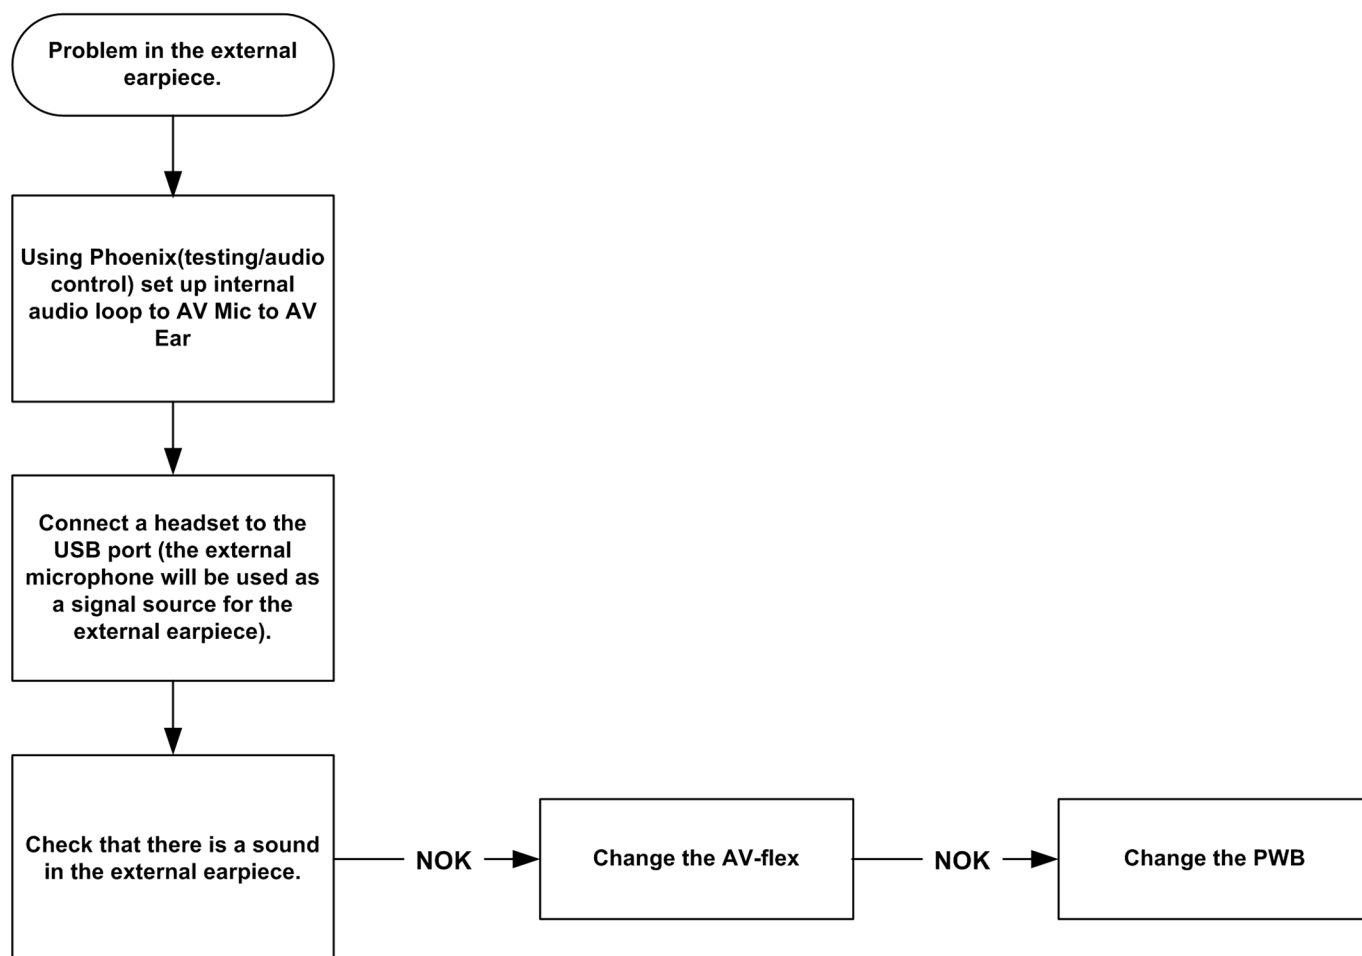 Problem in the external
earpiece.
Using Phoenix(testing/audio
control) set up internal
audio loop to AV Mic to AV
Ear
Connect a headset to the
USB port (the external
microphone will be used as
a signal source for the
external earpiece).
Check that there is a sound
in the external earpiece.
NOK
Change the AV-flex
NOK
Change the PWB